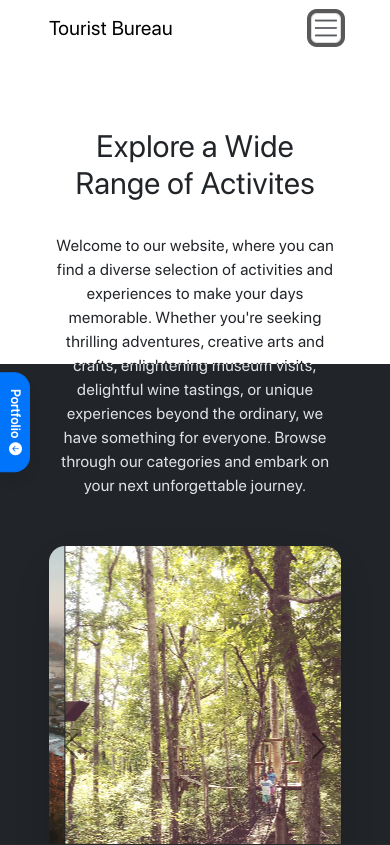 Tourist Bureau
Explore a Wide
Range of Activites
Welcome to our website, where you can
find a diverse selection of activities and
experiences to make your days
memorable. Whether you're seeking
thrilling adventures, creative arts and
crafts, enlightening museum visits,
delightful wine tastings, or unique
experiences beyond the ordinary, we
have something for everyone. Browse
through our categories and embark on
your next unforgettable journey.
Portfolio